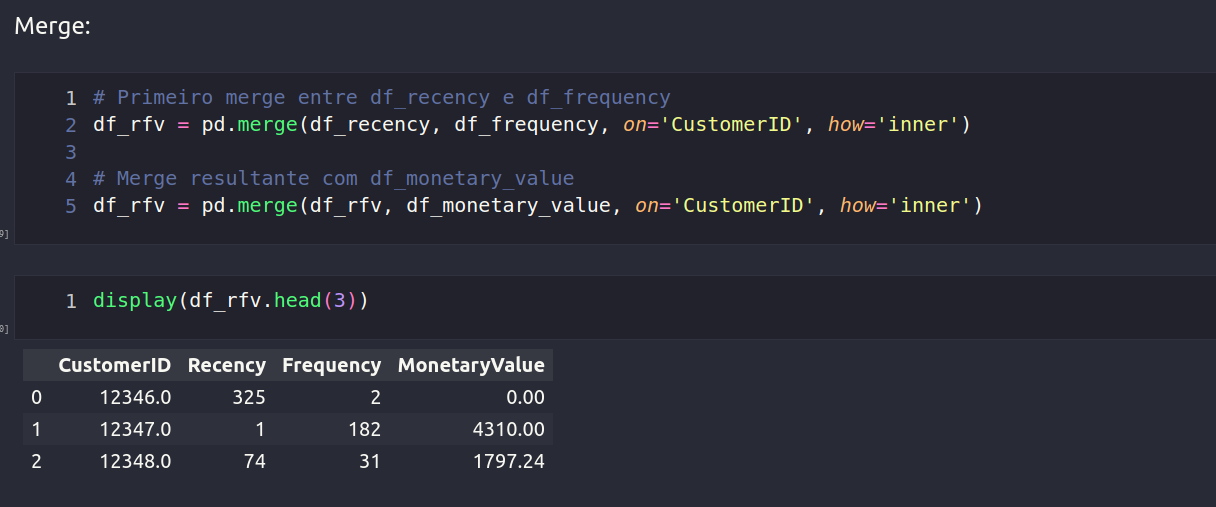 Merge:
1 # Primeiro merge entre df_recency e df_frequency
2 df_rfv = pd.merge(df_recency, df_frequency, on='CustomerID', how='inner')
3
4 # Merge resultante com df_monetary_value
5 df_rfv = pd.merge(df_rfv, df_monetary_value, on='CustomerID', how='inner')
9]
1 display(df_rfv.head(3))
0]
CustomerID Recency Frequency MonetaryValue
0 12346.0 325 2 0.00
1 12347.0 1 182 4310.00
2 12348.0 74 31 1797.24